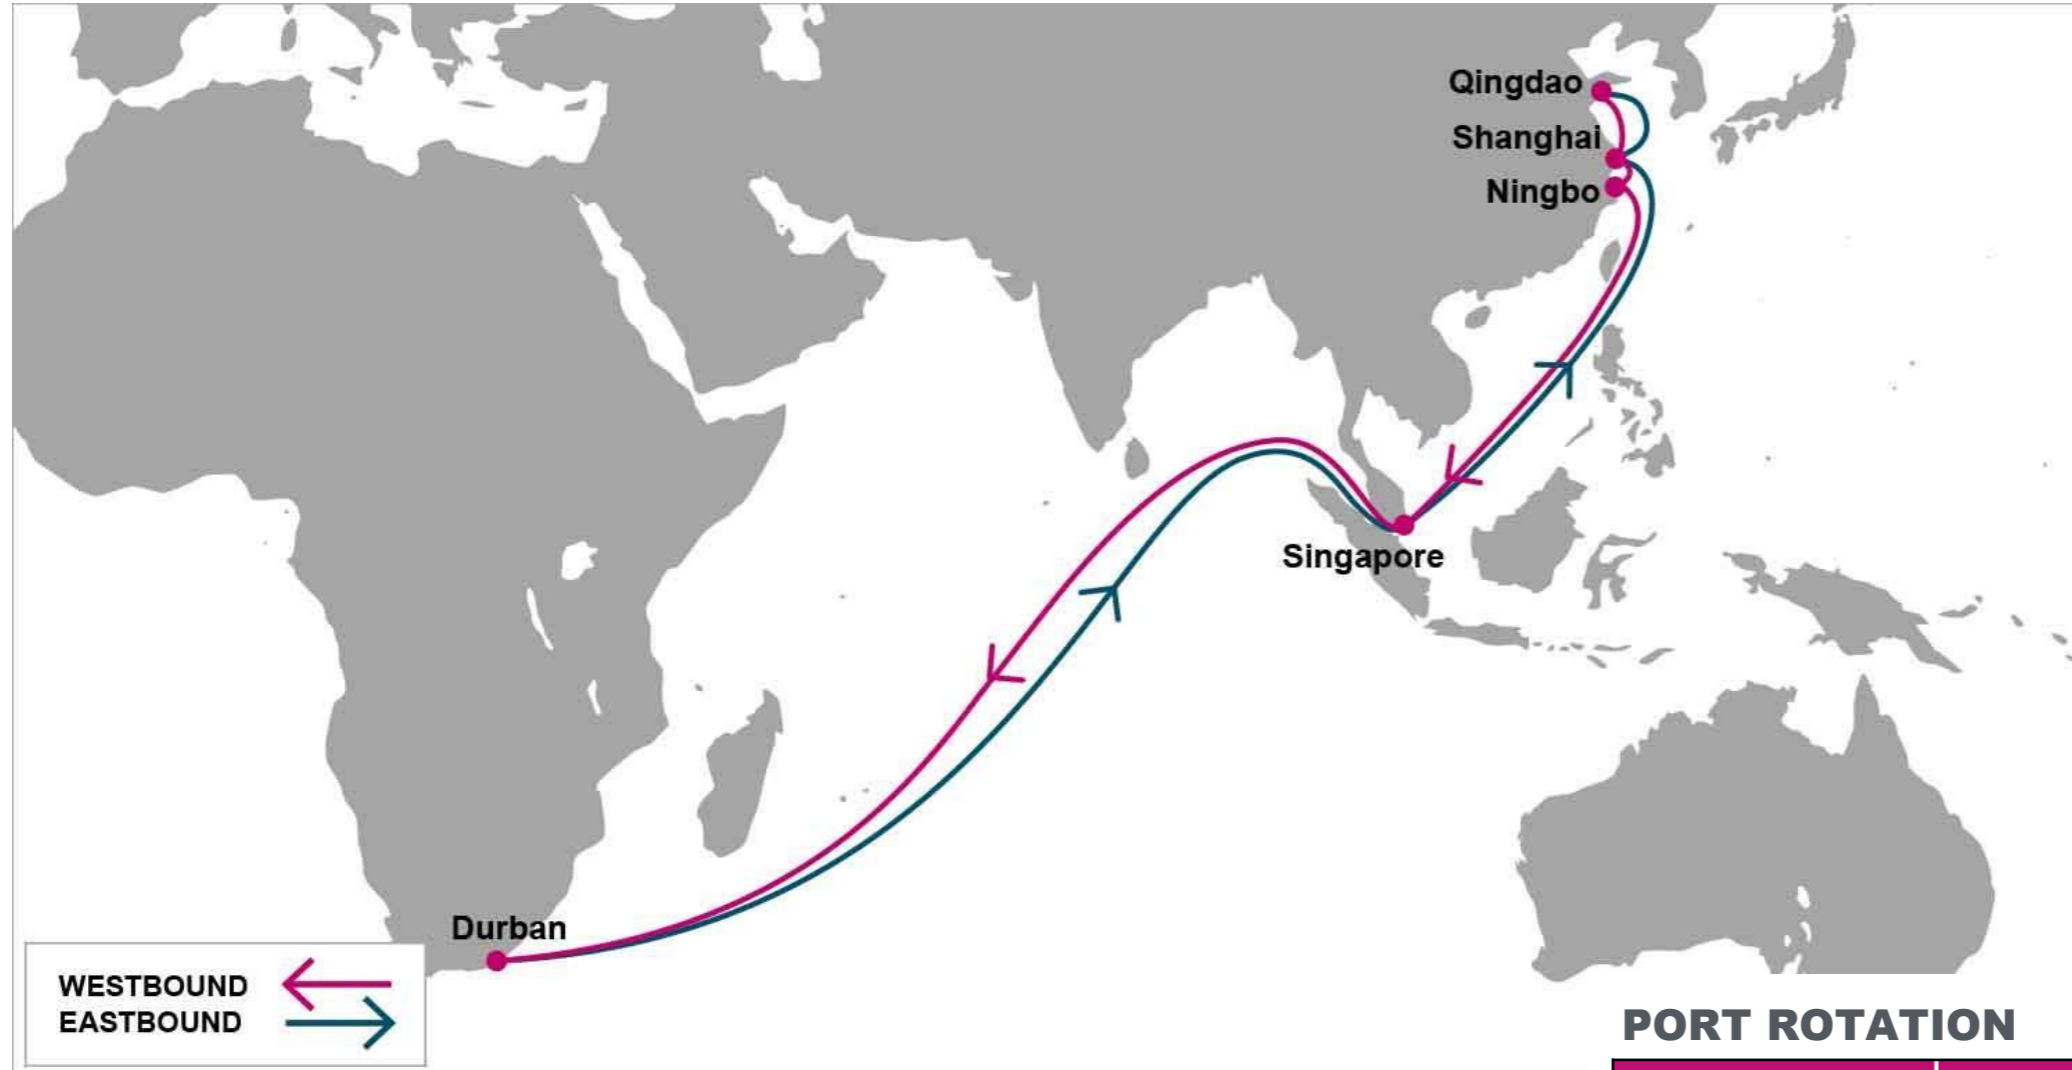 Qingdao
Shanghai
Ningbo
Singapore
Durban
WESTBOUND
EASTBOUND
PORT ROTATION